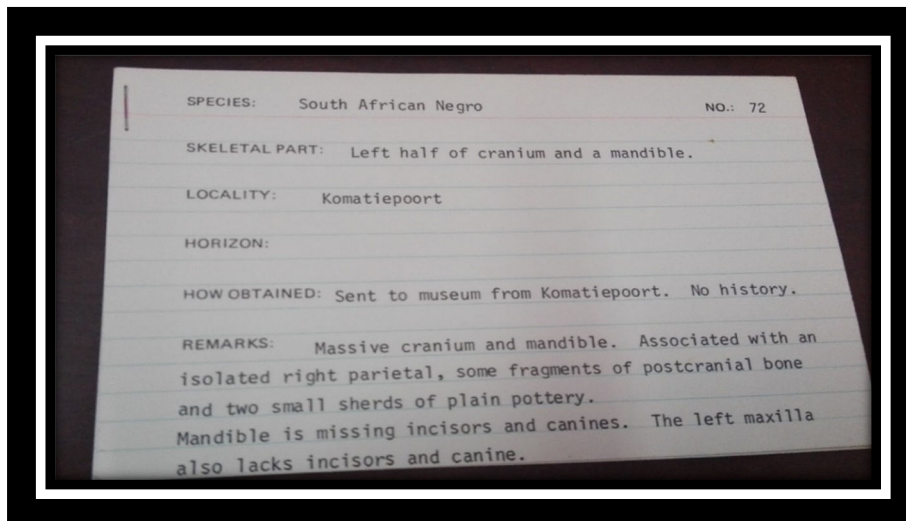 SPECIES: South African Negro NO.: 72
SKELETAL PART: Left half of cranium and a mandible.
LOCALITY: Komatiepoort
HORIZON:
HOW OBTAINED: Sent to museum from Komatiepoort. No history.
REMARKS: Massive cranium and mandible. Associated with an
isolated right parietal, some fragments of postcranial bone
and two small sherds of plain pottery.
Mandible is missing incisors and canines. The left maxilla
also lacks incisors and canine.